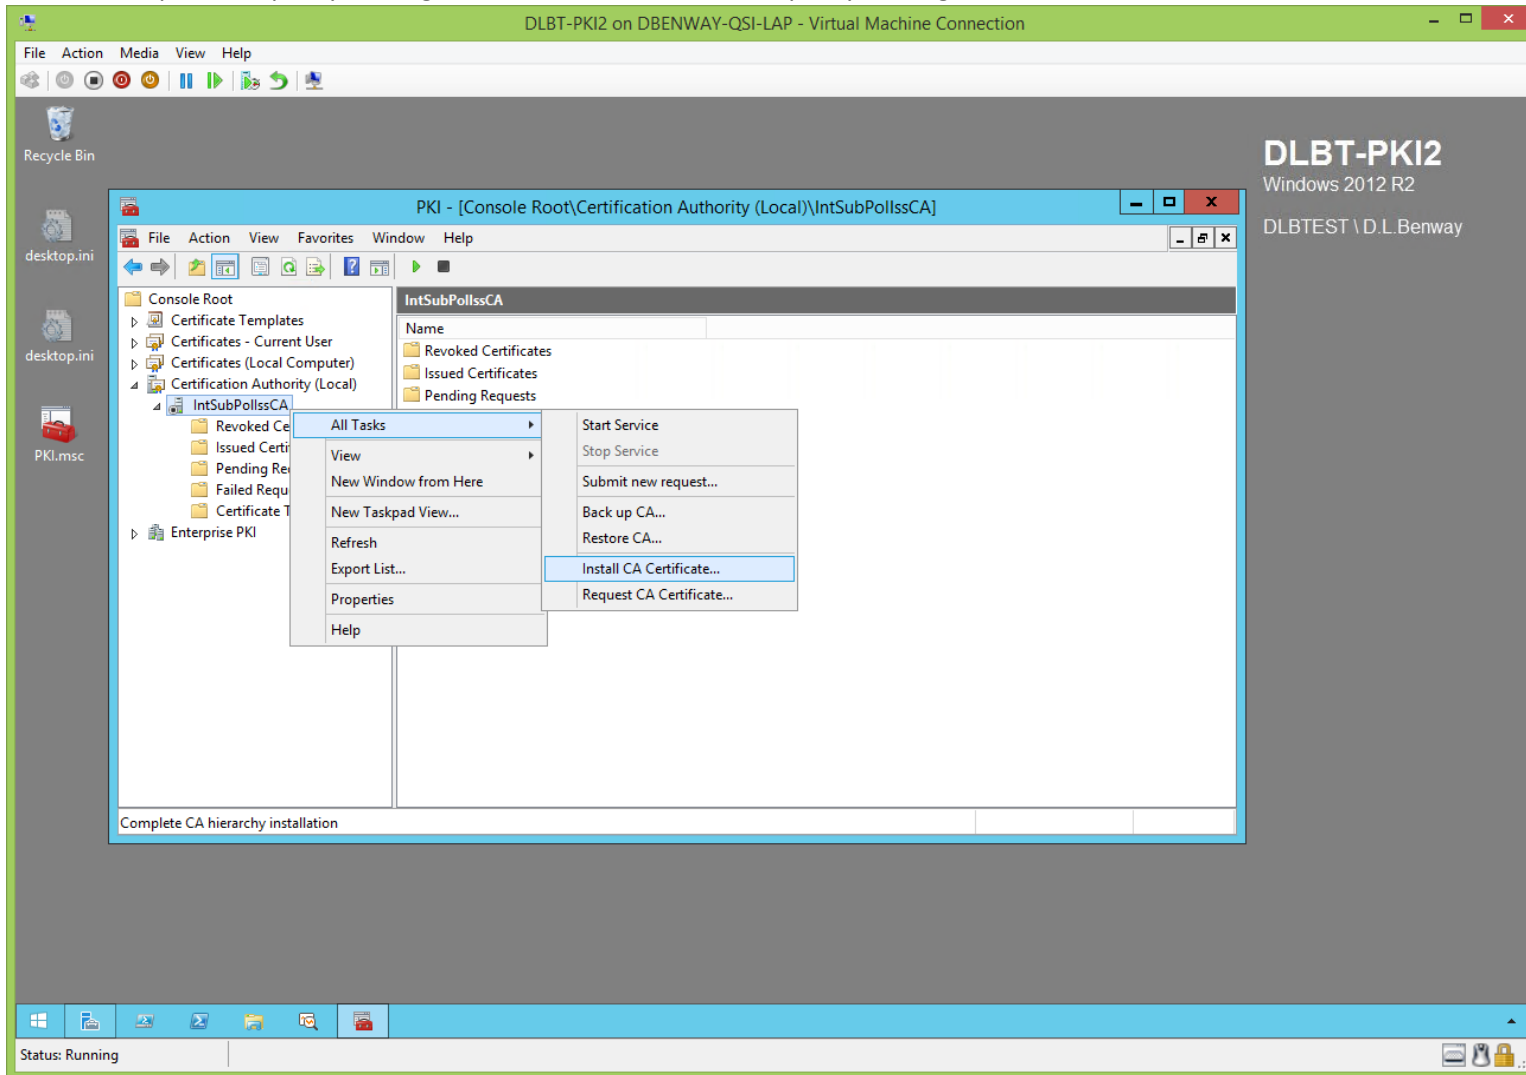 DLBT-PKI2 on DBENWAY-QSI-LAP - Virtual Machine Connection
File Action Media View Help
Recycle Bin
desktop.ini
desktop.ini
PKI.msc
DLBT-PKI2
Windows 2012 R2
DLBTEST \ D.L.Benway
PKI - [Console Root\Certification Authority (Local)\IntSubPolIssCA]
File Action View Favorites Window Help
Console Root
Certificate Templates
Certificates - Current User
Certificates (Local Computer)
Certification Authority (Local)
IntSubPolIssCA
Revoked Ce
Issued Certi
Pending Re
Failed Requ
Certificate T
Enterprise PKI
IntSubPolIssCA
Name
Revoked Certificates
Issued Certificates
Pending Requests
All Tasks
View
New Window from Here
New Taskpad View...
Refresh
Export List...
Properties
Help
Start Service
Stop Service
Submit new request...
Back up CA...
Restore CA...
Install CA Certificate...
Request CA Certificate...
Complete CA hierarchy installation
Status: Running